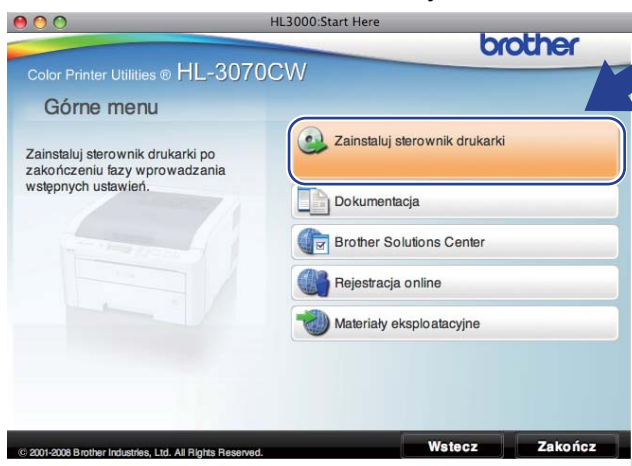 HL3000:Start Here
brother
Color Printer Utilities ® HL-3070CW
Górne menu
Zainstaluj sterownik drukarki po
zakończeniu fazy wprowadzania
wstępnych ustawień.
Zainstaluj sterownik drukarki
Dokumentacja
Brother Solutions Center
Rejestracja online
Materiały eksploatacyjne
© 2001-2008 Brother Industries, Ltd. All Rights Reserved.
Wstecz
Zakończ